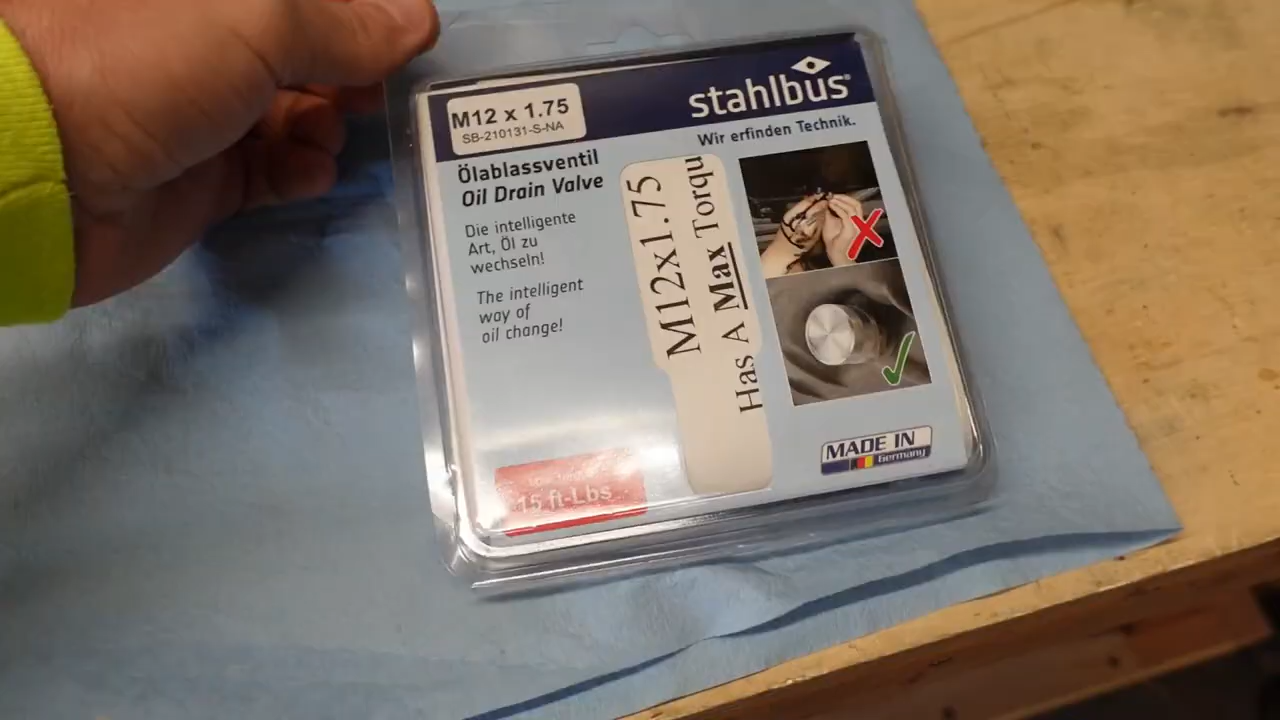 M12 x 1.75
SB-210131-S-NA
stahlbus®
Wir erfinden Technik.
Ölablassventil
Oil Drain Valve
Die intelligente
Art, Öl zu
wechseln!
The intelligent
way of
oil change!
M12x1.75
Has A Max Torqu
15 ft-Lbs
MADE IN
Germany